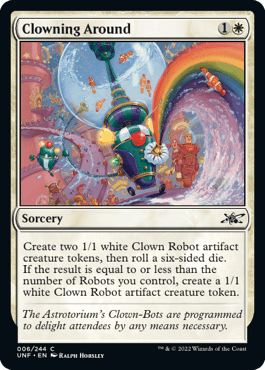 Clowning Around 1
Sorcery
Create two 1/1 white Clown Robot artifact
creature tokens, then roll a six-sided die.
If the result is equal to or less than the
number of Robots you control, create a 1/1
white Clown Robot artifact creature token.
The Astrotorium's Clown-Bots are programmed
to delight attendees by any means necessary.
006/244 C
UNF • EN RALPH HORSLEY
™ & © 2022 Wizards of the Coast